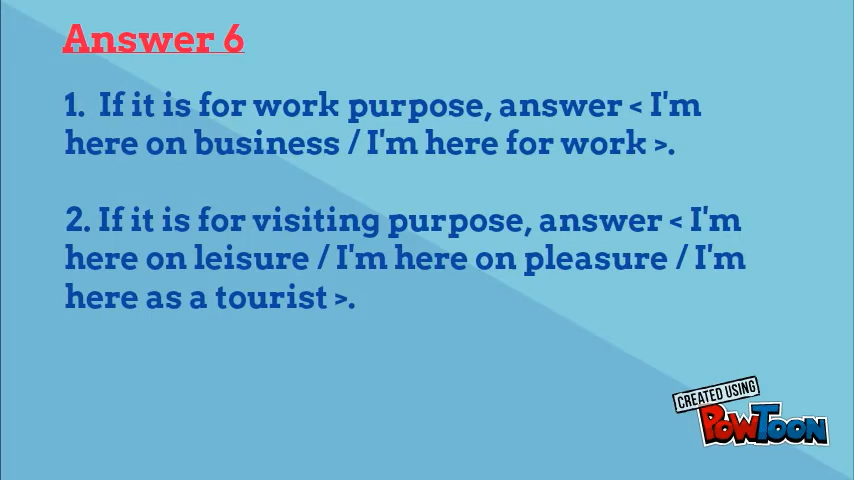 Answer 6
1. If it is for work purpose, answer < I'm
here on business / I'm here for work >.
2. If it is for visiting purpose, answer < I'm
here on leisure / I'm here on pleasure / I'm
here as a tourist >.
CREATED USING
POWTOON